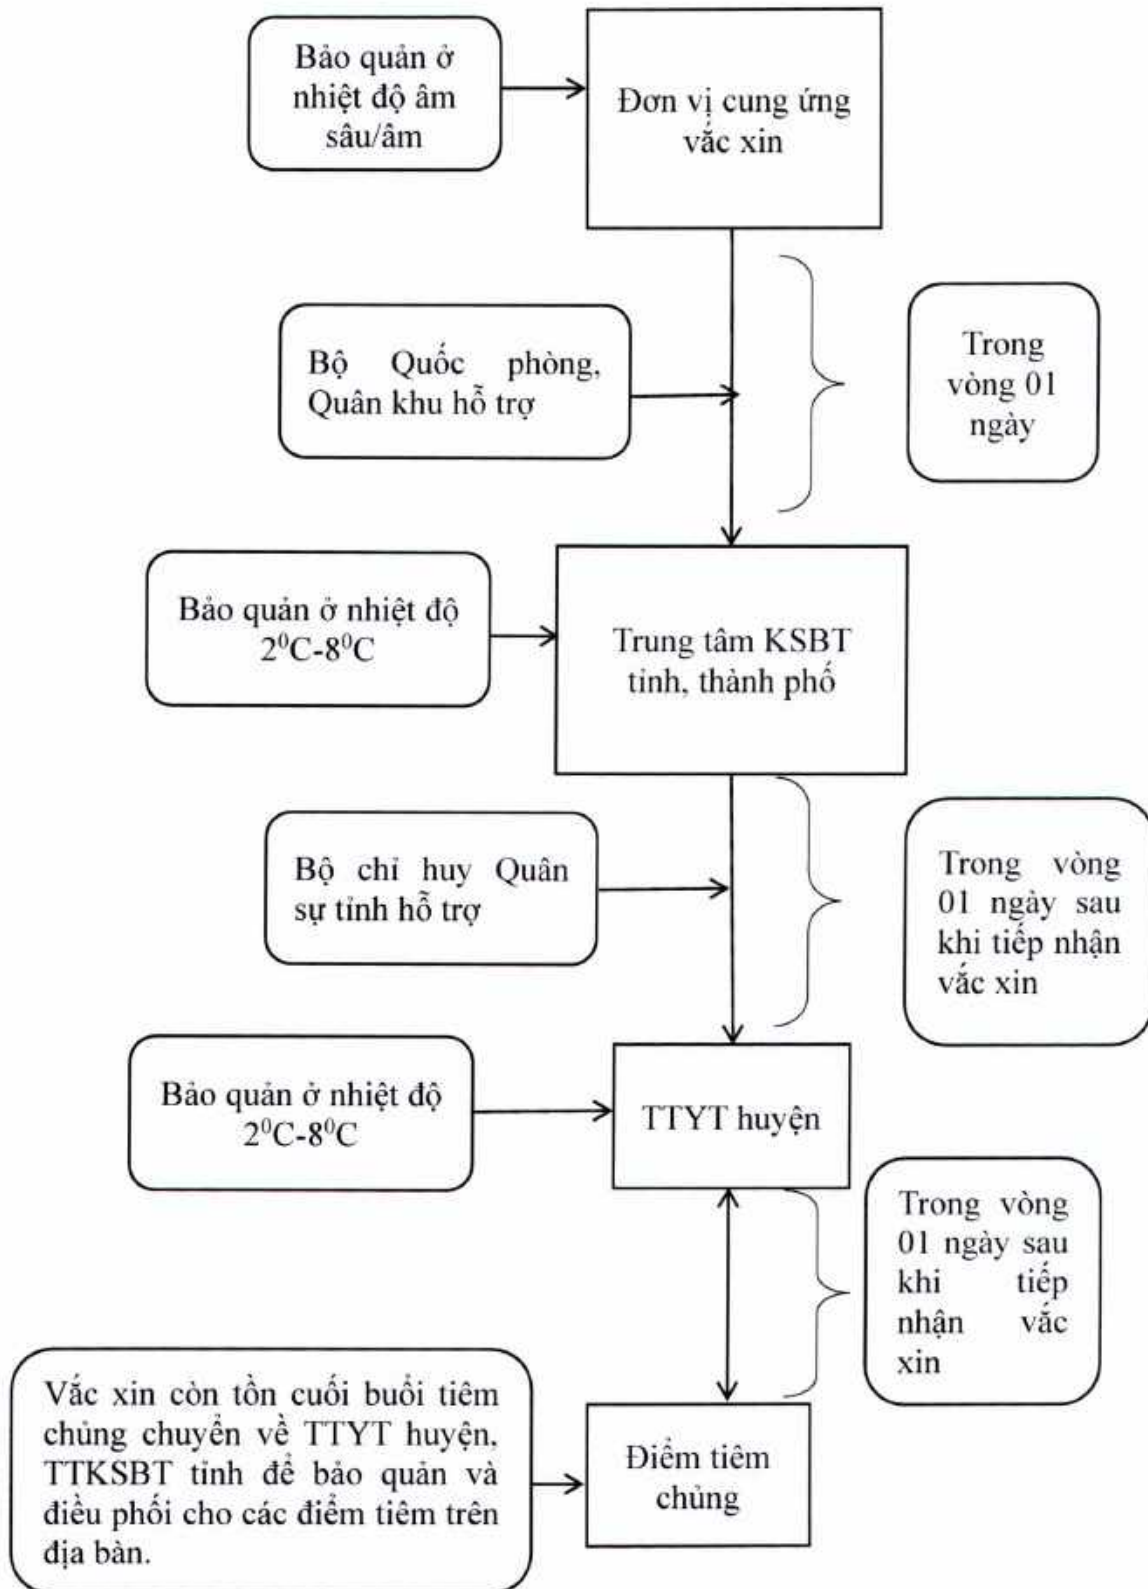 Bảo quản ở
nhiệt độ âm
sâu/âm
Đơn vị cung ứng
vắc xin
Bộ Quốc phòng,
Quân khu hỗ trợ
Trong
vòng 01
ngày
Bảo quản ở nhiệt độ
2⁰C-8⁰C
Trung tâm KSBT
tỉnh, thành phố
Bộ chỉ huy Quân
sự tỉnh hỗ trợ
Trong vòng
01 ngày sau
khi tiếp nhận
vắc xin
Bảo quản ở nhiệt độ
2⁰C-8⁰C
TTYT huyện
Trong vòng
01 ngày sau
khi tiếp
nhận vắc
xin
Vắc xin còn tồn cuối buổi tiêm
chủng chuyển về TTYT huyện,
TTKSBT tỉnh để bảo quản và
điều phối cho các điểm tiêm trên
địa bàn.
Điểm tiêm
chủng